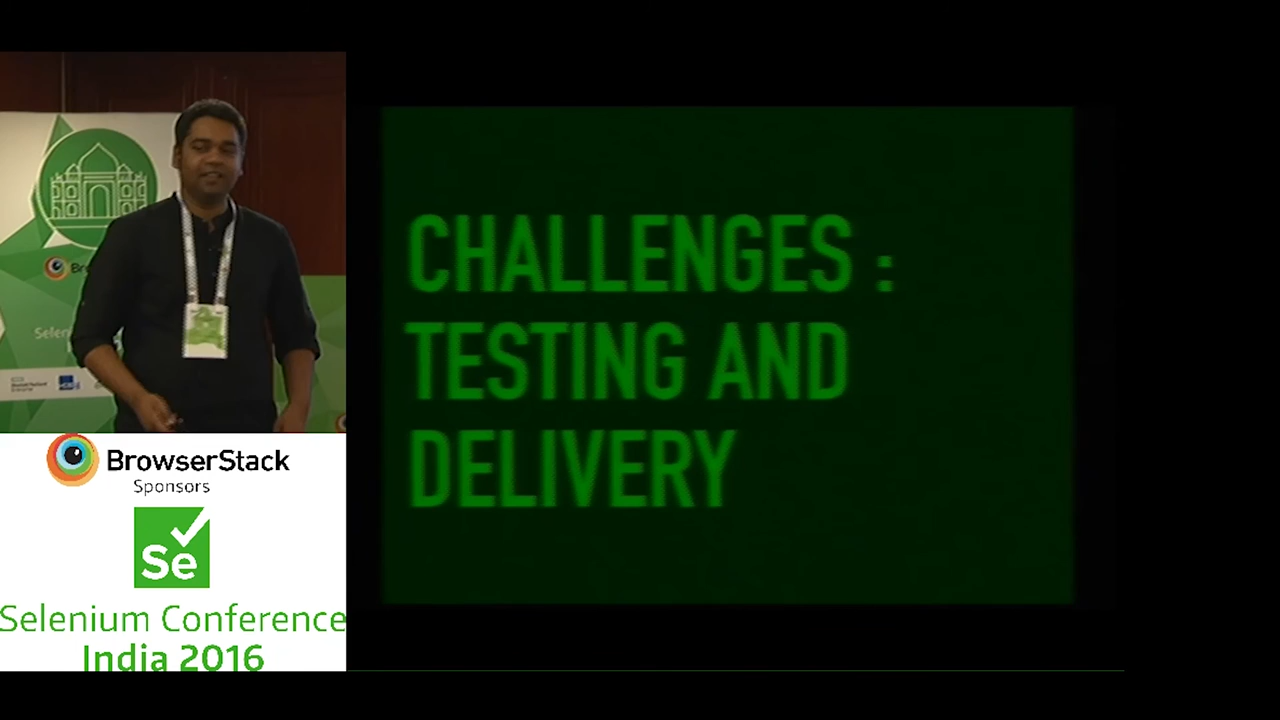 CHALLENGES :
TESTING AND
DELIVERY
BrowserStack
Sponsors
Se
Selenium Conference
India 2016